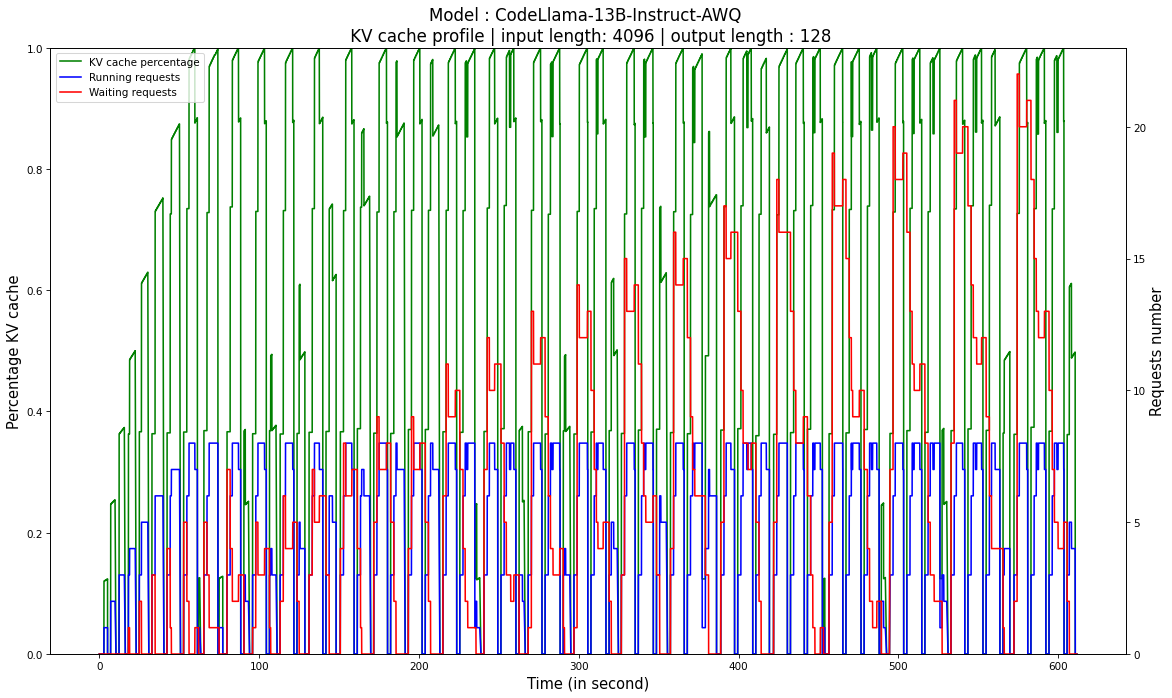 Model : CodeLlama-13B-Instruct-AWQ
KV cache profile | input length: 4096 | output length : 128
KV cache percentage
Running requests
Waiting requests
1.0
0.8
0.6
0.4
0.2
0.0
Percentage KV cache
20
15
10
5
0
Requests number
0
100
200
300
400
500
600
Time (in second)